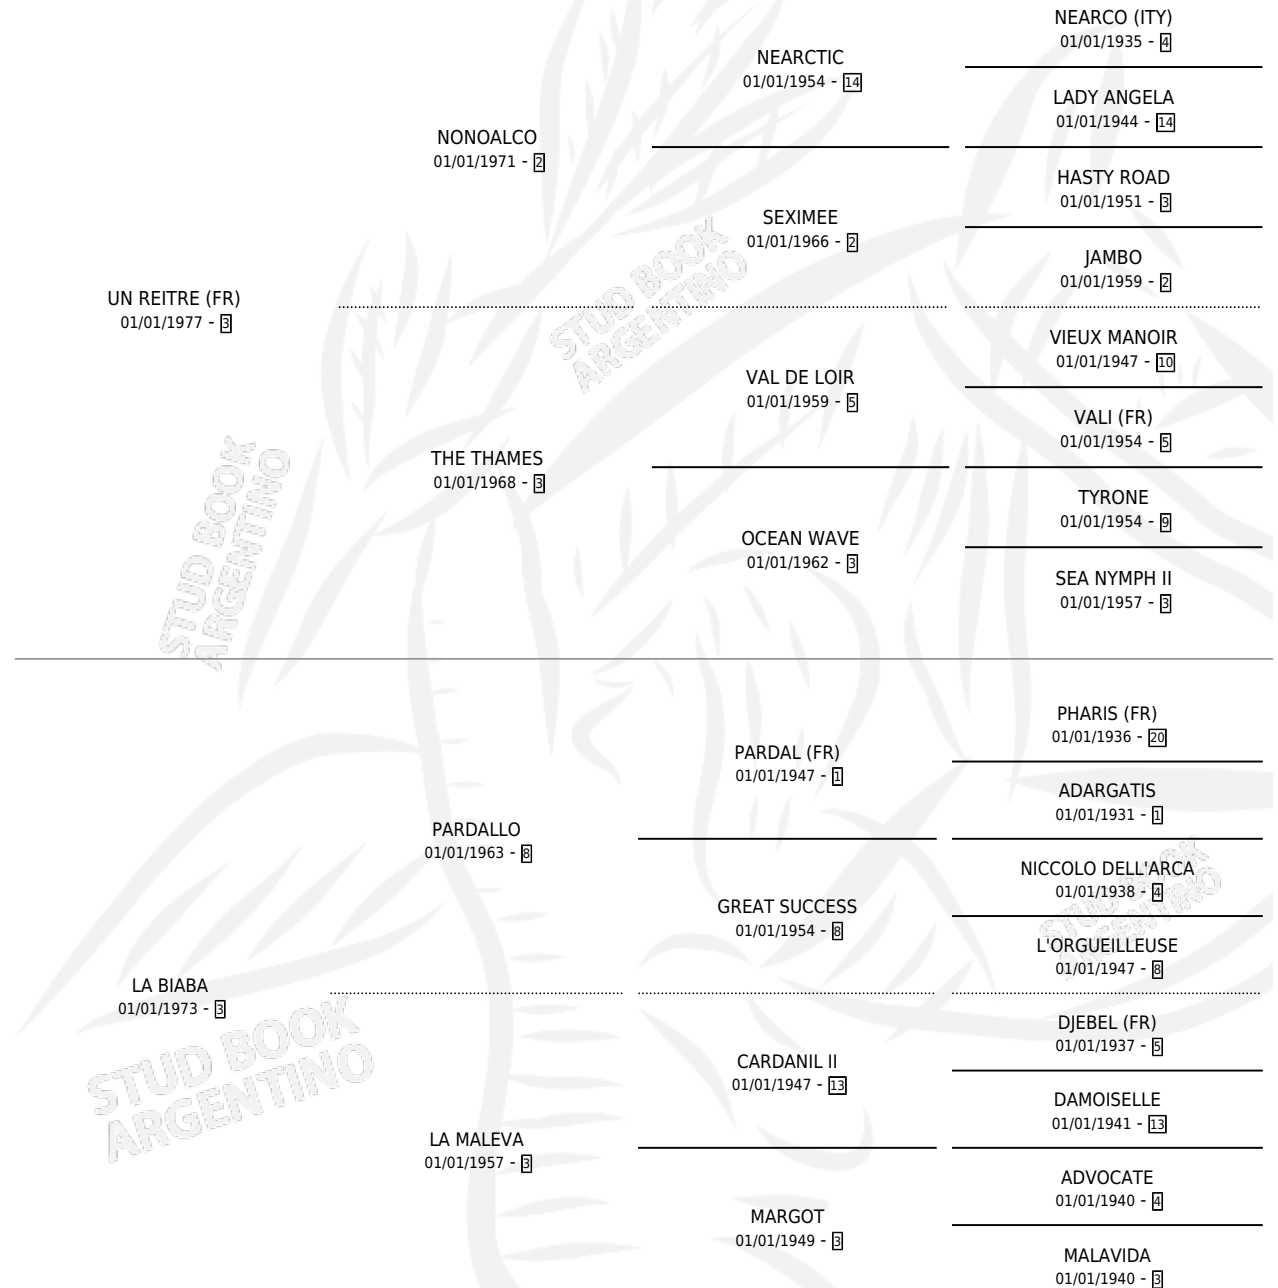 NEARCO (ITY)
01/01/1935 - 4
NEARCTIC
01/01/1954 - 14
LADY ANGELA
01/01/1944 - 14
NONOALCO
01/01/1971 - 2
HASTY ROAD
01/01/1951 - 3
SEXIMEE
01/01/1966 - 2
JAMBO
01/01/1959 - 2
UN REITRE (FR)
01/01/1977 - 3
VIEUX MANOIR
01/01/1947 - 10
VAL DE LOIR
01/01/1959 - 5
VALI (FR)
01/01/1954 - 5
THE THAMES
01/01/1968 - 3
TYRONE
01/01/1954 - 9
OCEAN WAVE
01/01/1962 - 3
SEA NYMPH II
01/01/1957 - 3
PHARIS (FR)
01/01/1936 - 20
PARDAL (FR)
01/01/1947 - 1
ADARGATIS
01/01/1931 - 1
PARDALLO
01/01/1963 - 8
NICCOLO DELL'ARCA
01/01/1938 - 4
GREAT SUCCESS
01/01/1954 - 8
L'ORGUEILLEUSE
01/01/1947 - 8
LA BIABA
01/01/1973 - 3
DJEBEL (FR)
01/01/1937 - 5
CARDANIL II
01/01/1947 - 13
DAMOISELLE
01/01/1941 - 13
LA MALEVA
01/01/1957 - 3
ADVOCATE
01/01/1940 - 4
MARGOT
01/01/1949 - 3
MALAVIDA
01/01/1940 - 3
STUD BOOK
ARGENTINO
STUD BOOK
ARGENTINO
STUD BOOK
ARGENTINO
STUD BOOK
ARGENTINO